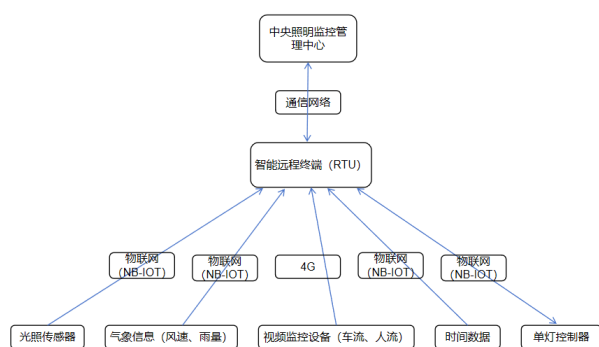 中央照明监控管
理中心
通信网络
智能远程终端（RTU）
物联网
（NB-IOT）
物联网
（NB-IOT）
4G
物联网
（NB-IOT）
物联网
（NB-IOT）
光照传感器
气象信息（风速、雨量）
视频监控设备（车流、人流）
时间数据
单灯控制器